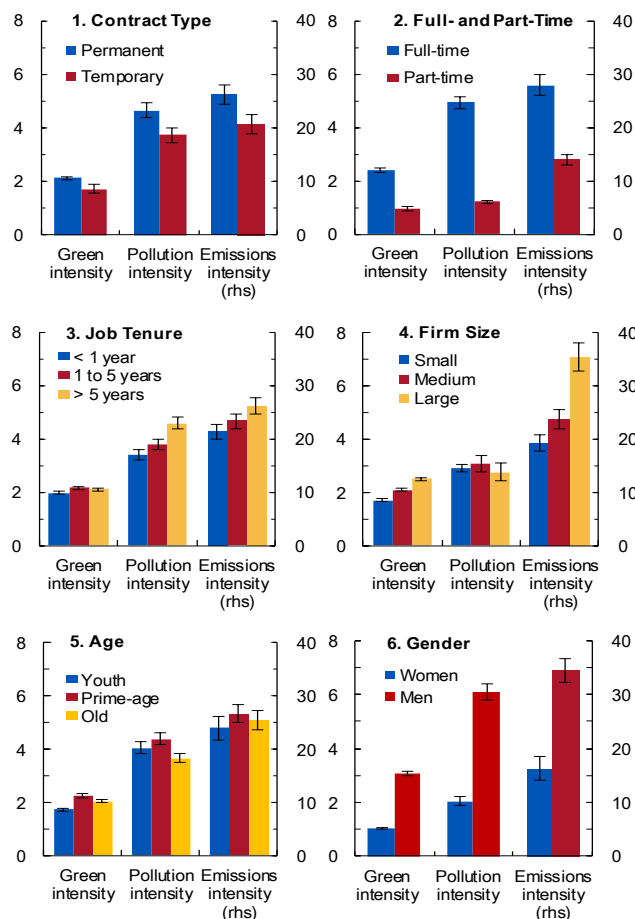 1. Contract Type
Permanent
Temporary
8
6
4
2
0
40
30
20
10
0
Green intensity
Pollution intensity
Emissions intensity (rhs)
2. Full- and Part-Time
Full-time
Part-time
8
6
4
2
0
40
30
20
10
0
Green intensity
Pollution intensity
Emissions intensity (rhs)
3. Job Tenure
< 1 year
1 to 5 years
> 5 years
8
6
4
2
0
40
30
20
10
0
Green intensity
Pollution intensity
Emissions intensity (rhs)
4. Firm Size
Small
Medium
Large
8
6
4
2
0
40
30
20
10
0
Green intensity
Pollution intensity
Emissions intensity (rhs)
5. Age
Youth
Prime-age
Old
8
6
4
2
0
40
30
20
10
0
Green intensity
Pollution intensity
Emissions intensity (rhs)
6. Gender
Women
Men
8
6
4
2
0
40
30
20
10
0
Green intensity
Pollution intensity
Emissions intensity (rhs)